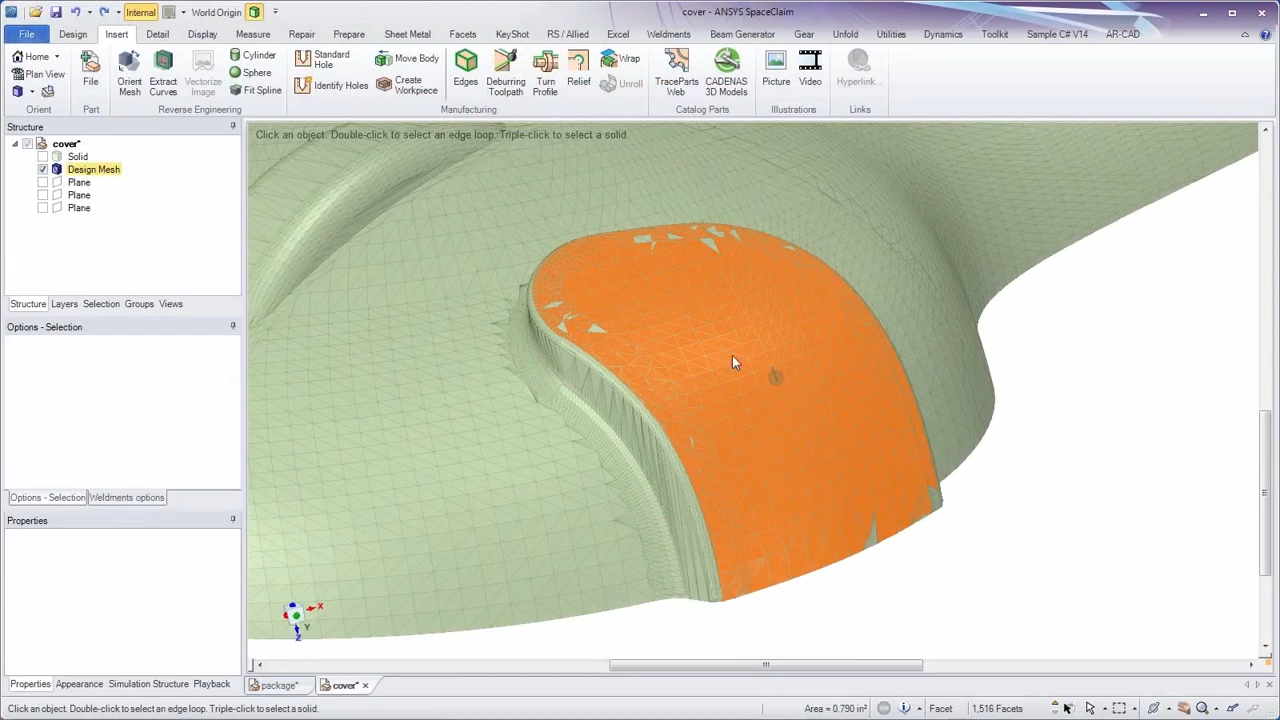 Internal
World Origin
cover - ANSYS SpaceClaim
File Design Insert Detail Display Measure Repair Prepare Sheet Metal Facets KeyShot RS / Allied Excel Weldments Beam Generator Gear Unfold Utilities Dynamics Toolkit Sample C# V14 AR-CAD
Home
Plan View
Orient
File
Part
Orient Mesh
Extract Curves
Vectorize Image
Cylinder
Sphere
Fit Spline
Reverse Engineering
Standard Hole
Identify Holes
Move Body
Create Workpiece
Edges
Deburring Toolpath
Turn Profile
Relief
Wrap
Unroll
Manufacturing
TraceParts Web
CADENAS 3D Models
Catalog Parts
Picture
Video
Illustrations
Hyperlink...
Links
Structure
cover*
Solid
Design Mesh
Plane
Plane
Plane
Structure Layers Selection Groups Views
Options - Selection
Options - Selection Weldments options
Properties
Properties Appearance Simulation Structure Playback
Click an object. Double-click to select an edge loop. Triple-click to select a solid.
X
Y
Z
package* cover*
Click an object. Double-click to select an edge loop. Triple-click to select a solid.
Area = 0.790 in²
Facet
1,516 Facets